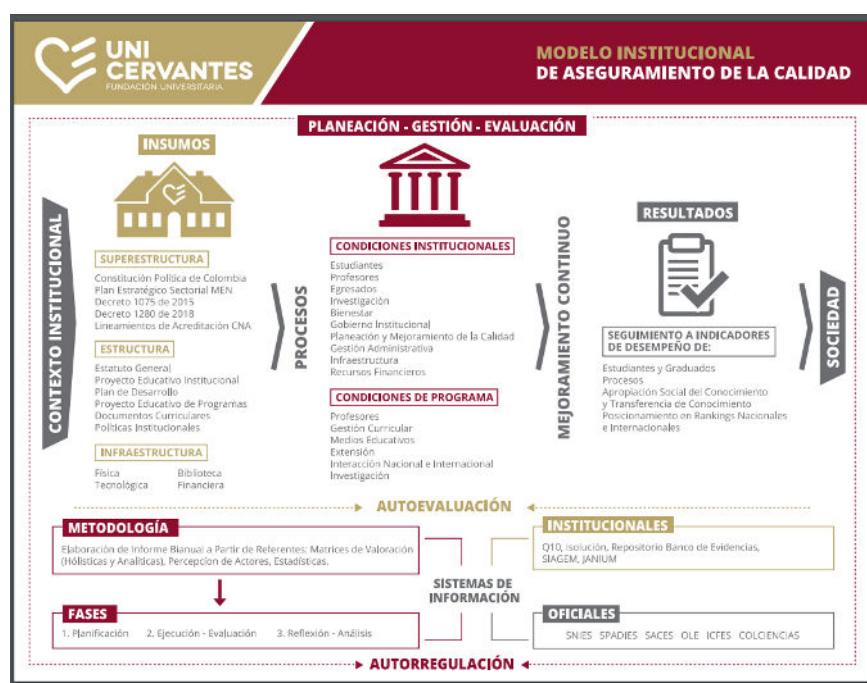 UNI
CERVANTES
FUNDACIÓN UNIVERSITARIA
MODELO INSTITUCIONAL
DE ASEGURAMIENTO DE LA CALIDAD
PLANEACIÓN - GESTIÓN - EVALUACIÓN
CONTEXTO INSTITUCIONAL
INSUMOS
SUPERESTRUCTURA
Constitución Política de Colombia
Plan Estratégico Sectorial MEN
Decreto 1075 de 2015
Decreto 1280 de 2018
Lineamientos de Acreditación CNA
ESTRUCTURA
Estatuto General
Proyecto Educativo Institucional
Plan de Desarrollo
Proyecto Educativo de Programas
Documentos Curriculares
Políticas Institucionales
INFRAESTRUCTURA
Física Biblioteca
Tecnológica Financiera
PROCESOS
CONDICIONES INSTITUCIONALES
Estudiantes
Profesores
Egresados
Investigación
Bienestar
Gobierno Institucional
Planeación y Mejoramiento de la Calidad
Gestión Administrativa
Infraestructura
Recursos Financieros
CONDICIONES DE PROGRAMA
Profesores
Gestión Curricular
Medios Educativos
Extensión
Interacción Nacional e Internacional
Investigación
MEJORAMIENTO CONTINUO
RESULTADOS
SEGUIMIENTO A INDICADORES
DE DESEMPEÑO DE:
Estudiantes y Graduados
Procesos
Apropiación Social del Conocimiento
y Transferencia de Conocimiento
Posicionamiento en Rankings Nacionales
e Internacionales
SOCIEDAD
AUTOEVALUACIÓN
METODOLOGÍA
Elaboración de Informe Bianual a Partir de Referentes: Matrices de Valoración
(Hólisticas y Analíticas), Percepcion de Actores, Estadísticas.
FASES
1. Planificación 2. Ejecución - Evaluación 3. Reflexión - Análisis
SISTEMAS DE
INFORMACIÓN
INSTITUCIONALES
Q10, Isolución, Repositorio Banco de Evidencias,
SIAGEM, JANIUM
OFICIALES
SNIES SPADIES SACES OLE ICFES COLCIENCIAS
AUTORREGULACIÓN